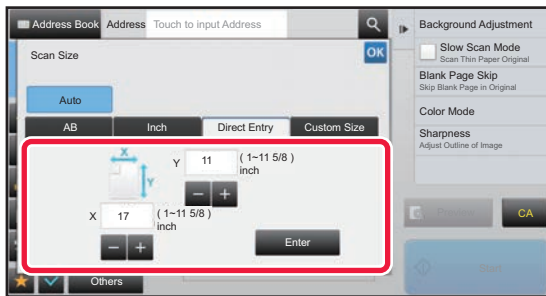 Address Book Address Touch to input Address
Scan Size
OK
Auto
AB Inch Direct Entry Custom Size
X
Y
Y 11 ( 1~11 5/8 )
inch
X 17 ( 1~11 5/8 )
inch
Enter
Others
Background Adjustment
Slow Scan Mode
Scan Thin Paper Original
Blank Page Skip
Skip Blank Page in Original
Color Mode
Sharpness
Adjust Outline of Image
Preview
CA
Start